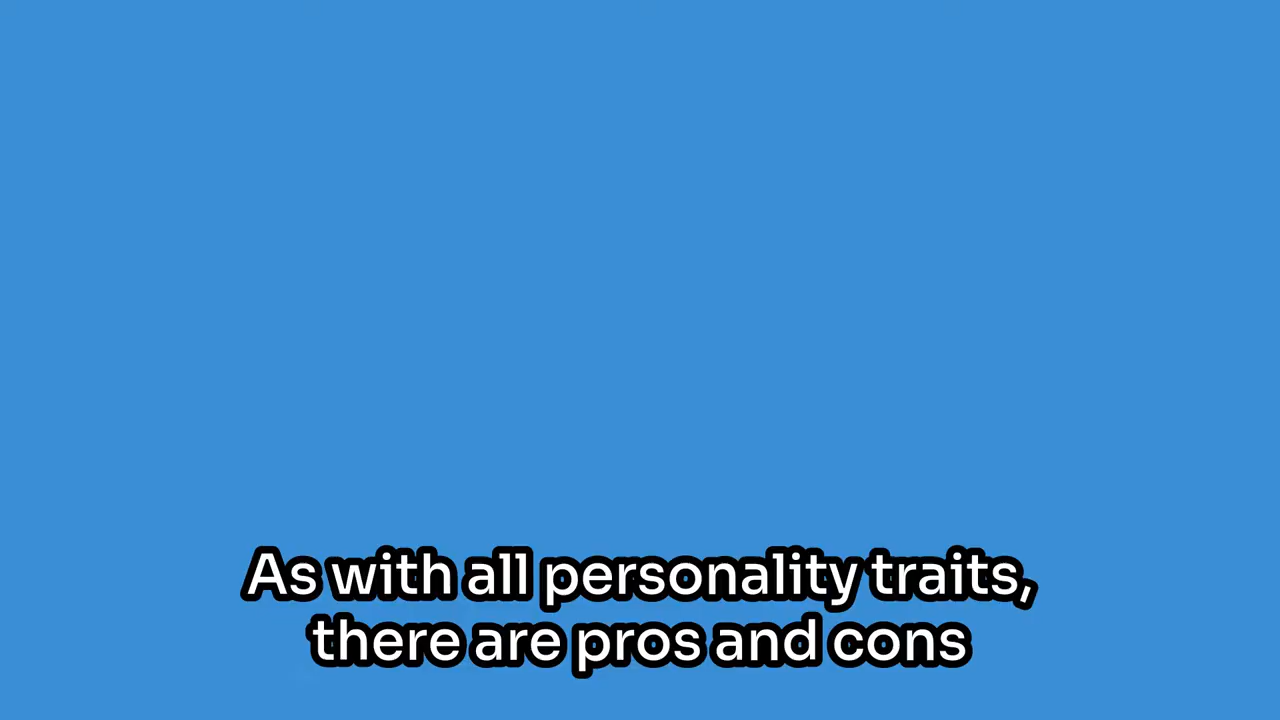 As with all personality traits,
there are pros and cons